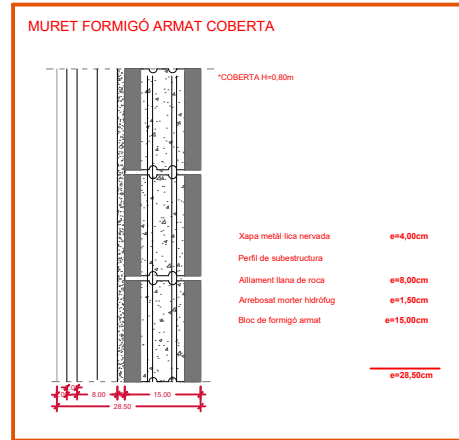 MURET FORMIGÓ ARMAT COBERTA
*COBERTA H=0,80m
Xapa metàl·lica nervada e=4,00cm
Perfil de subestructura
Aïllament llana de roca e=8,00cm
Arrebosat morter hidròfug e=1,50cm
Bloc de formigó armat e=15,00cm
e=28,50cm
8.00 15.00
28.50